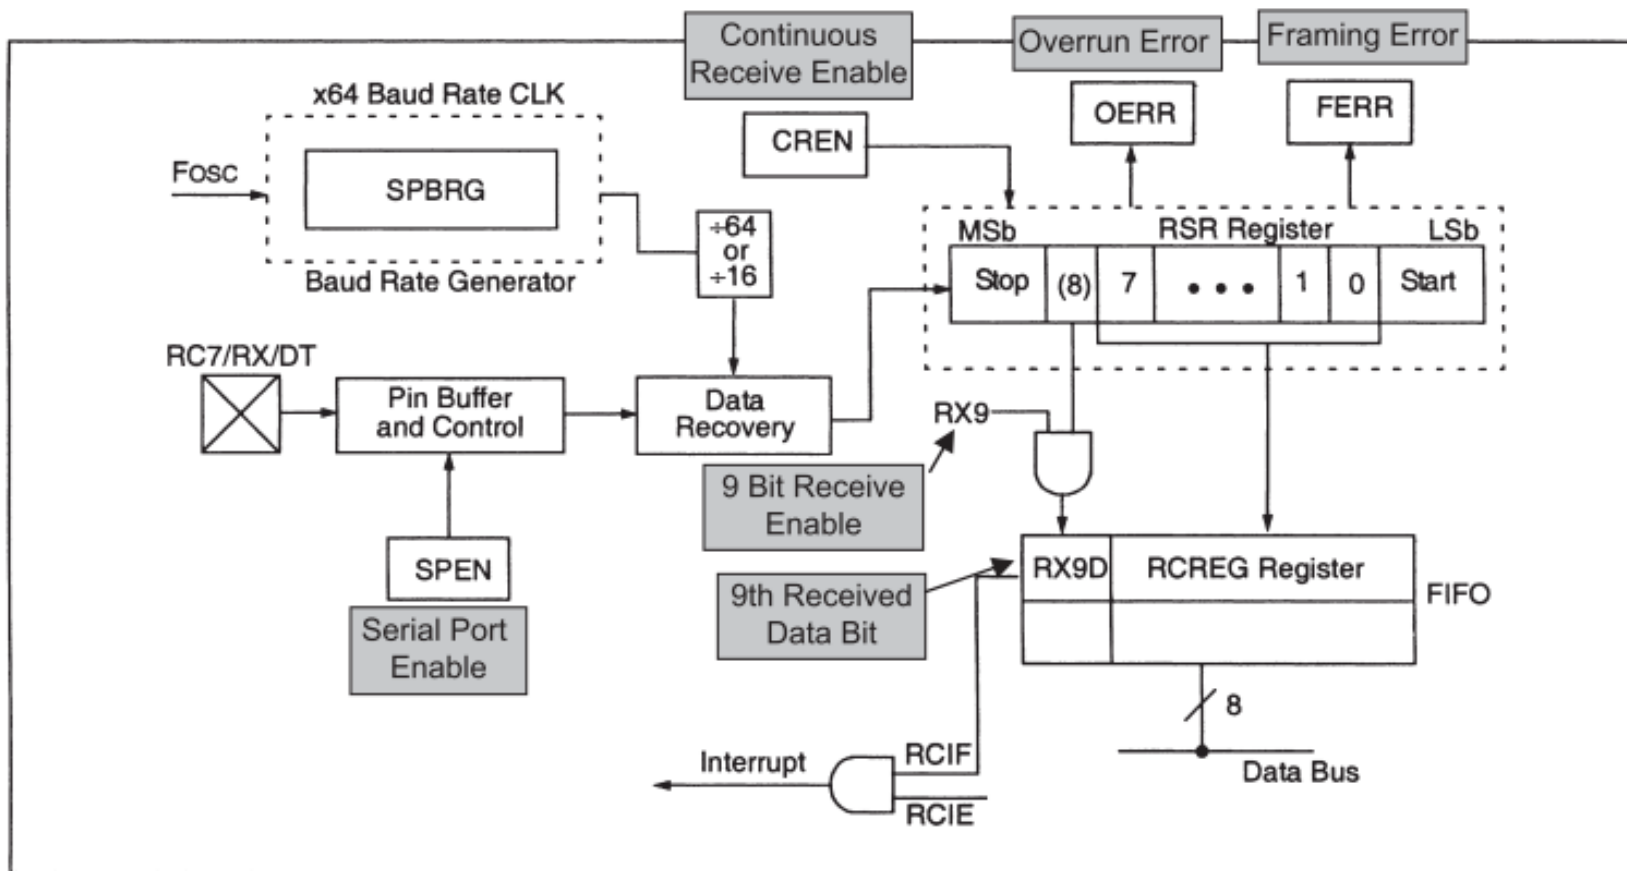 Continuous
Receive Enable
Overrun Error
Framing Error
x64 Baud Rate CLK
OERR
FERR
CREN
FOSC
SPBRG
÷64
or
÷16
MSb
RSR Register
LSb
Baud Rate Generator
Stop
(8)
7
• • •
1
0
Start
RC7/RX/DT
Pin Buffer
and Control
Data
Recovery
RX9
9 Bit Receive
Enable
SPEN
RX9D
RCREG Register
FIFO
9th Received
Data Bit
Serial Port
Enable
8
Interrupt
RCIF
RCIE
Data Bus